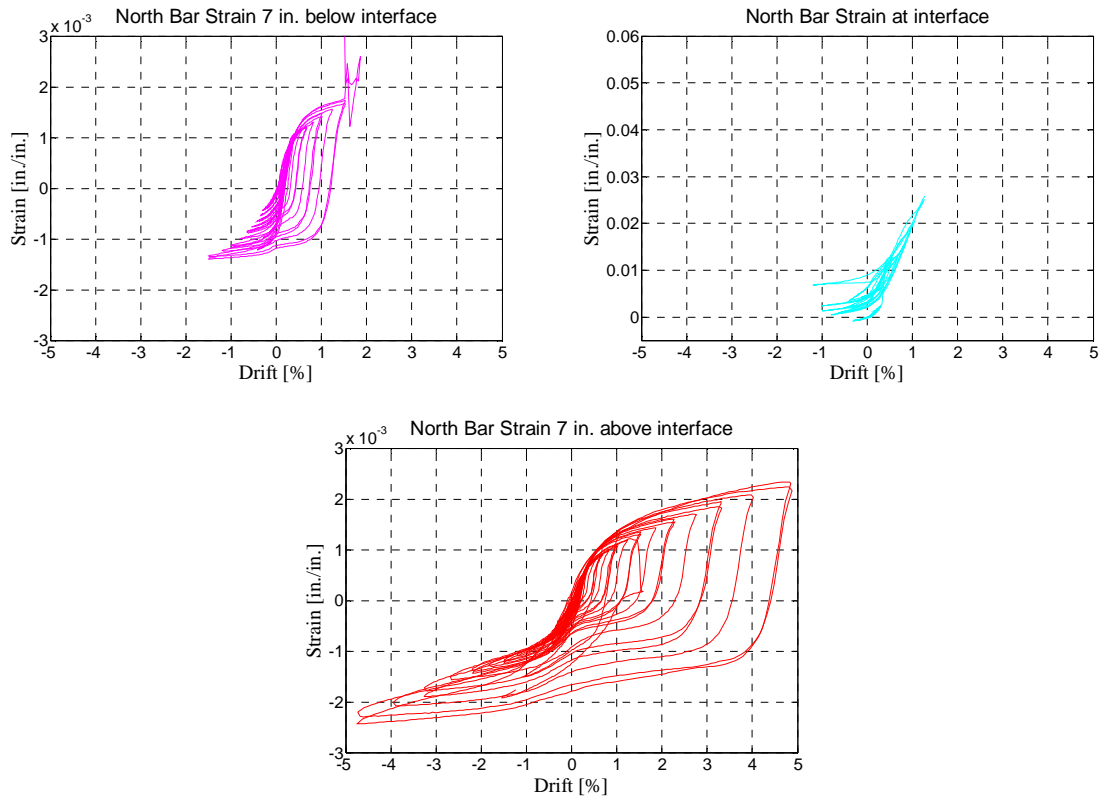 North Bar Strain 7 in. below interface
3 x 10-3
2
1
0
-1
-2
-3
Strain [in./in.]
-5 -4 -3 -2 -1 0 1 2 3 4 5
Drift [%]
North Bar Strain at interface
0.06
0.05
0.04
0.03
0.02
0.01
0
Strain [in./in.]
-5 -4 -3 -2 -1 0 1 2 3 4 5
Drift [%]
North Bar Strain 7 in. above interface
3 x 10-3
2
1
0
-1
-2
-3
Strain [in./in.]
-5 -4 -3 -2 -1 0 1 2 3 4 5
Drift [%]